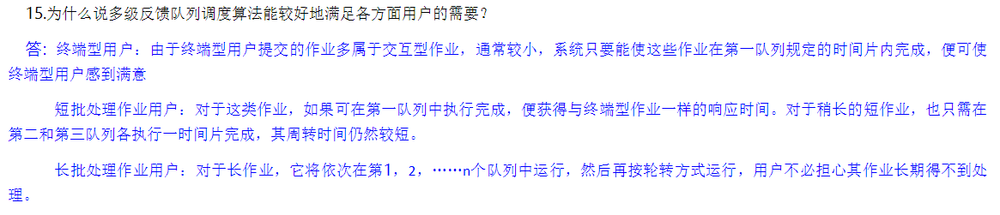 15.为什么说多级反馈队列调度算法能较好地满足各方面用户的需要？
答：终端型用户：由于终端型用户提交的作业多属于交互型作业，通常较小，系统只要能使这些作业在第一队列规定的时间片内完成，便可使
终端型用户感到满意
短批处理作业用户：对于这类作业，如果可在第一队列中执行完成，便获得与终端型作业一样的响应时间。对于稍长的短作业，也只需在
第二和第三队列各执行一时间片完成，其周转时间仍然较短。
长批处理作业用户：对于长作业，它将依次在第1，2，……n个队列中运行，然后再按轮转方式运行，用户不必担心其作业长期得不到处
理。